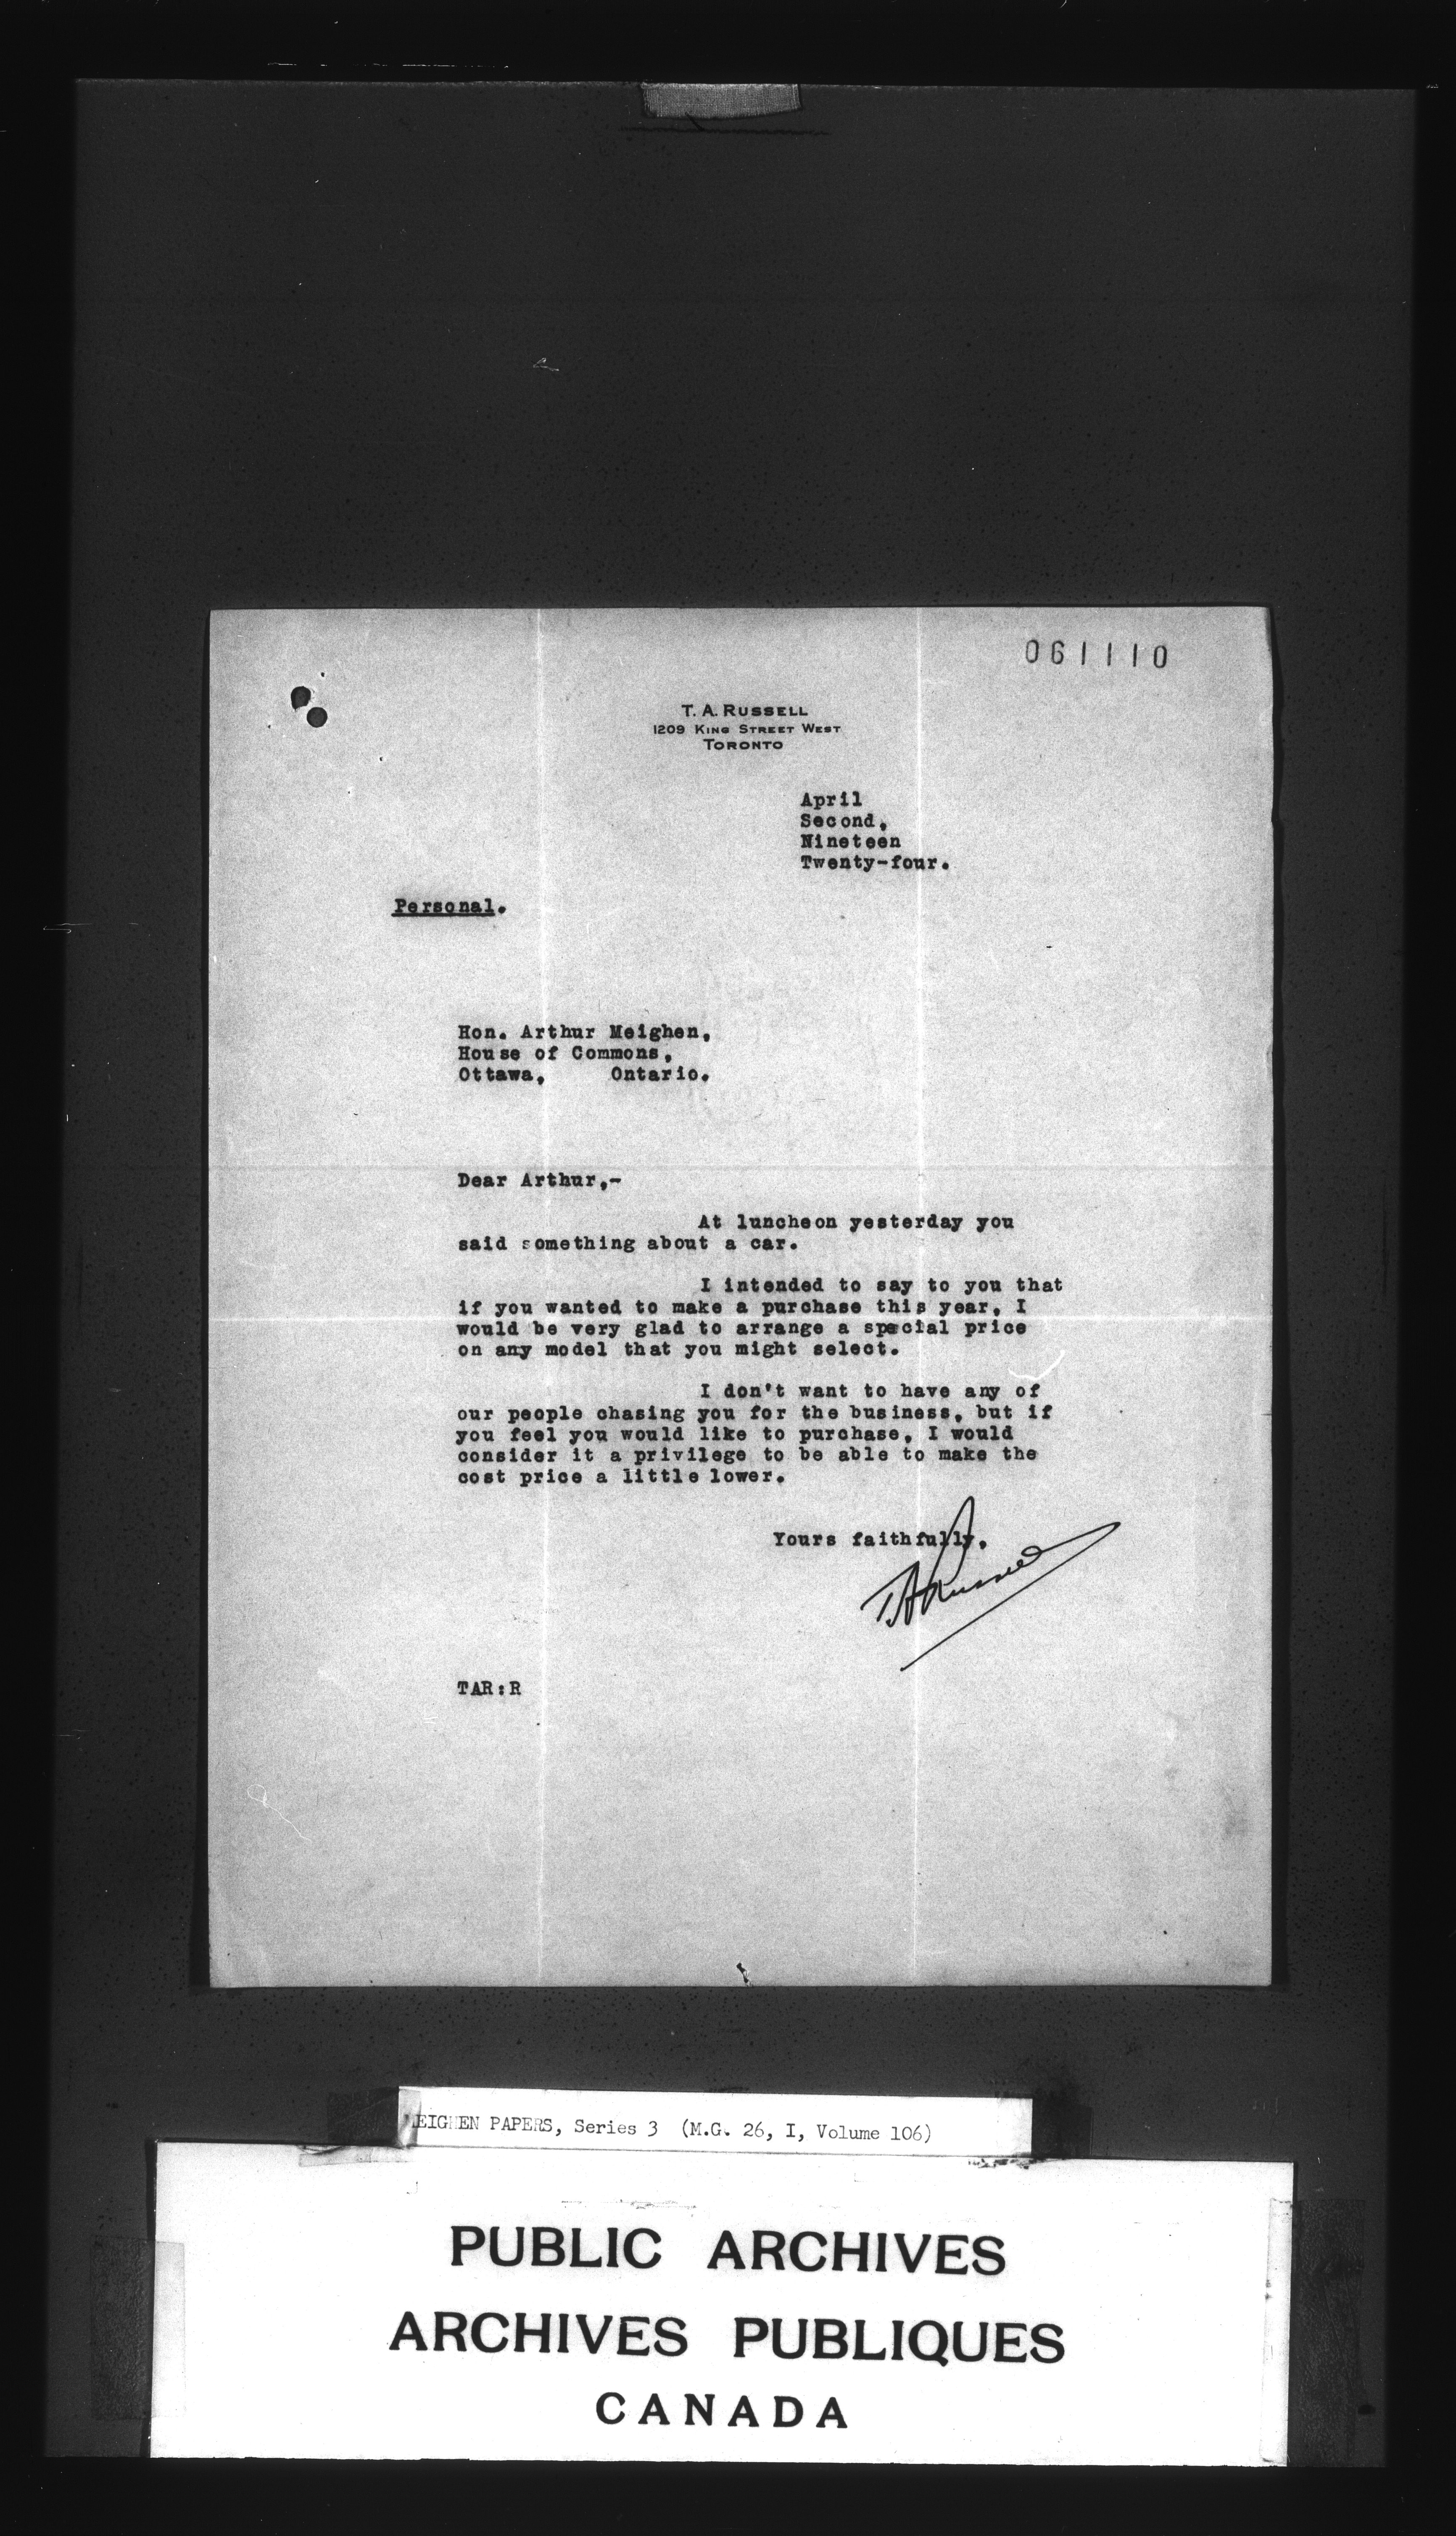 061110
T. A. RUSSELL
1209 KING STREET WEST
TORONTO
April
Second,
Nineteen
Twenty-four.
Personal.
Hon. Arthur Meighen,
House of Commons,
Ottawa, Ontario.
Dear Arthur,-
At luncheon yesterday you
said something about a car.
I intended to say to you that
if you wanted to make a purchase this year, I
would be very glad to arrange a special price
on any model that you might select.
I don't want to have any of
our people chasing you for the business, but if
you feel you would like to purchase, I would
consider it a privilege to be able to make the
cost price a little lower.
Yours faithfully,
T.A. Russell
TAR:R
MEIGHEN PAPERS, Series 3 (M.G. 26, I, Volume 106)
PUBLIC ARCHIVES
ARCHIVES PUBLIQUES
CANADA